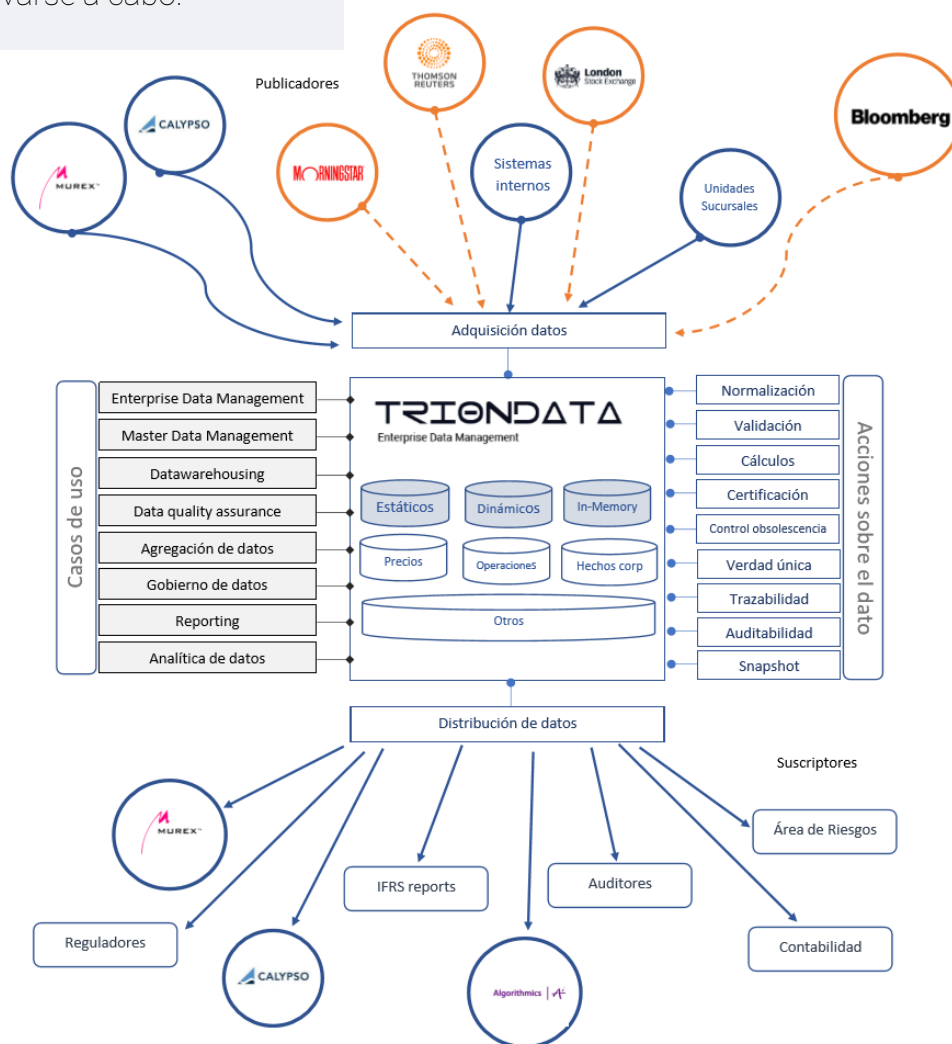 varse a cabo.
Publicadores
THOMSON
REUTERS
London
Stock Exchange
Bloomberg
CALYPSO
MUREX™
MORNINGSTAR
Sistemas
internos
Unidades
Sucursales
Adquisición datos
Casos de uso
Enterprise Data Management
Master Data Management
Datawarehousing
Data quality assurance
Agregación de datos
Gobierno de datos
Reporting
Analítica de datos
TRIONDATA
Enterprise Data Management
Estáticos
Dinámicos
In-Memory
Precios
Operaciones
Hechos corp
Otros
Normalización
Validación
Cálculos
Certificación
Control obsolescencia
Verdad única
Trazabilidad
Auditabilidad
Snapshot
Acciones sobre el dato
Distribución de datos
Suscriptores
MUREX™
Área de Riesgos
IFRS reports
Auditores
Reguladores
Contabilidad
CALYPSO
Algorithmics | A